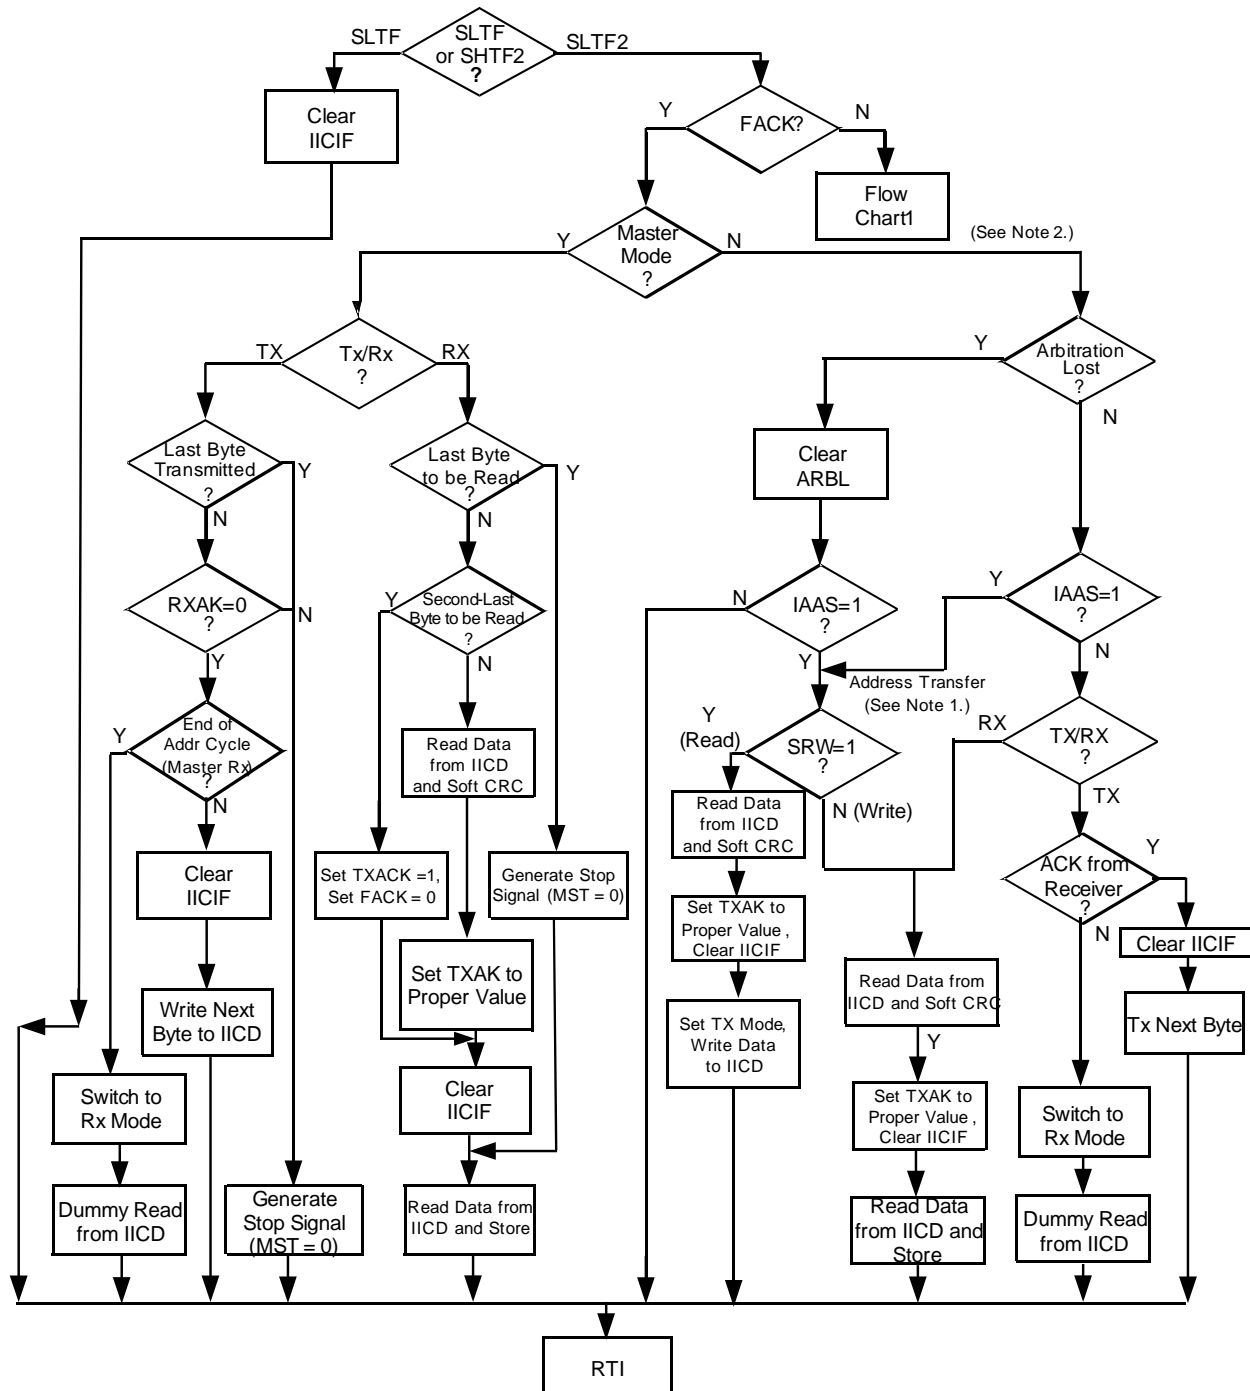 SLTF
SLTF
or SHTF2
?
SLTF2
Clear
IICIF
Y
FACK?
N
Flow
Chart1
Y
Master
Mode
?
N
(See Note 2.)
TX
Tx/Rx
?
RX
Y
Arbitration
Lost
?
N
Last Byte
Transmitted
?
Y
N
Last Byte
to be Read
?
Y
N
Clear
ARBL
RXAK=0
?
N
Y
Y
Second-Last
Byte to be Read
?
N
N
IAAS=1
?
Y
Y
IAAS=1
?
N
Address Transfer
(See Note 1.)
Y
End of
Addr Cycle
(Master Rx)
?
N
Read Data
from IICD
and Soft CRC
Y
(Read)
SRW=1
?
N (Write)
RX
TX/RX
?
TX
Read Data
from IICD
and Soft CRC
Clear
IICIF
Set TXACK =1,
Set FACK = 0
Generate Stop
Signal (MST = 0)
ACK from
Receiver
?
Y
N
Set TXAK to
Proper Value ,
Clear IICIF
Clear IICIF
Set TXAK to
Proper Value
Read Data from
IICD and Soft CRC
Write Next
Byte to IICD
Set TX Mode,
Write Data
to IICD
Tx Next Byte
Y
Switch to
Rx Mode
Clear
IICIF
Set TXAK to
Proper Value ,
Clear IICIF
Switch to
Rx Mode
Dummy Read
from IICD
Generate
Stop Signal
(MST = 0)
Read Data from
IICD and Store
Read Data
from IICD and
Store
Dummy Read
from IICD
RTI